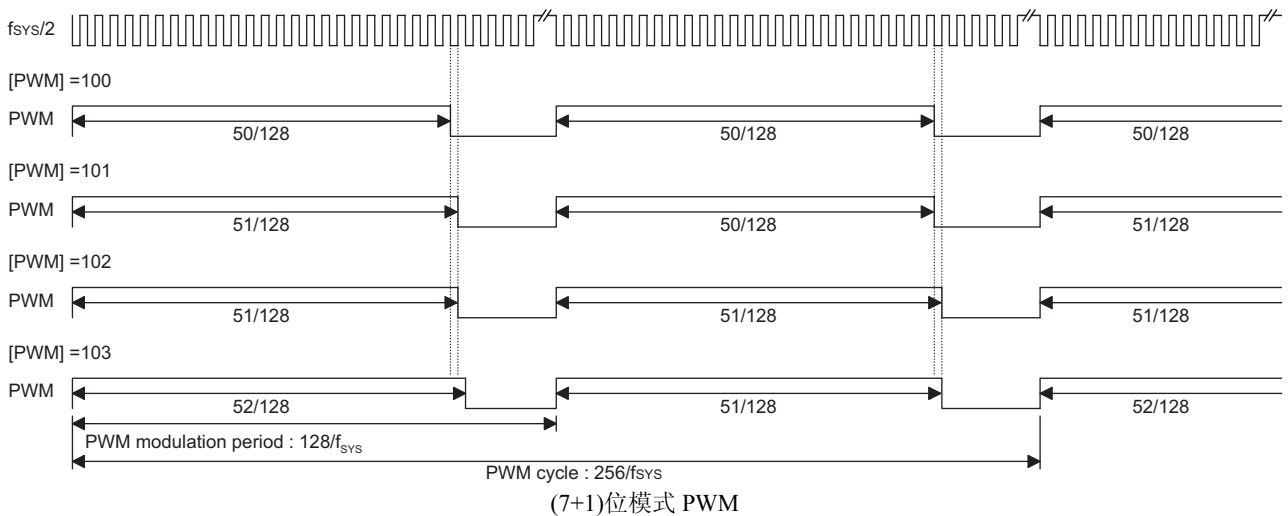 fSYS/2
[PWM] =100
PWM
50/128 50/128 50/128
[PWM] =101
PWM
51/128 50/128 51/128
[PWM] =102
PWM
51/128 51/128 51/128
[PWM] =103
PWM
52/128 51/128 52/128
PWM modulation period : 128/fSYS
PWM cycle : 256/fSYS
(7+1)位模式 PWM